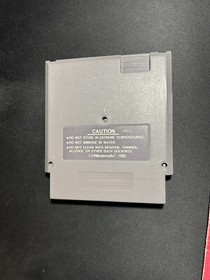 CAUTION
●DO NOT STORE IN EXTREME TEMPERATURES.
●DO NOT IMMERSE IN WATER.
●DO NOT CLEAN WITH BENZENE, THINNER,
ALCOHOL OR OTHER SUCH SOLVENTS.
©Nintendo 1985